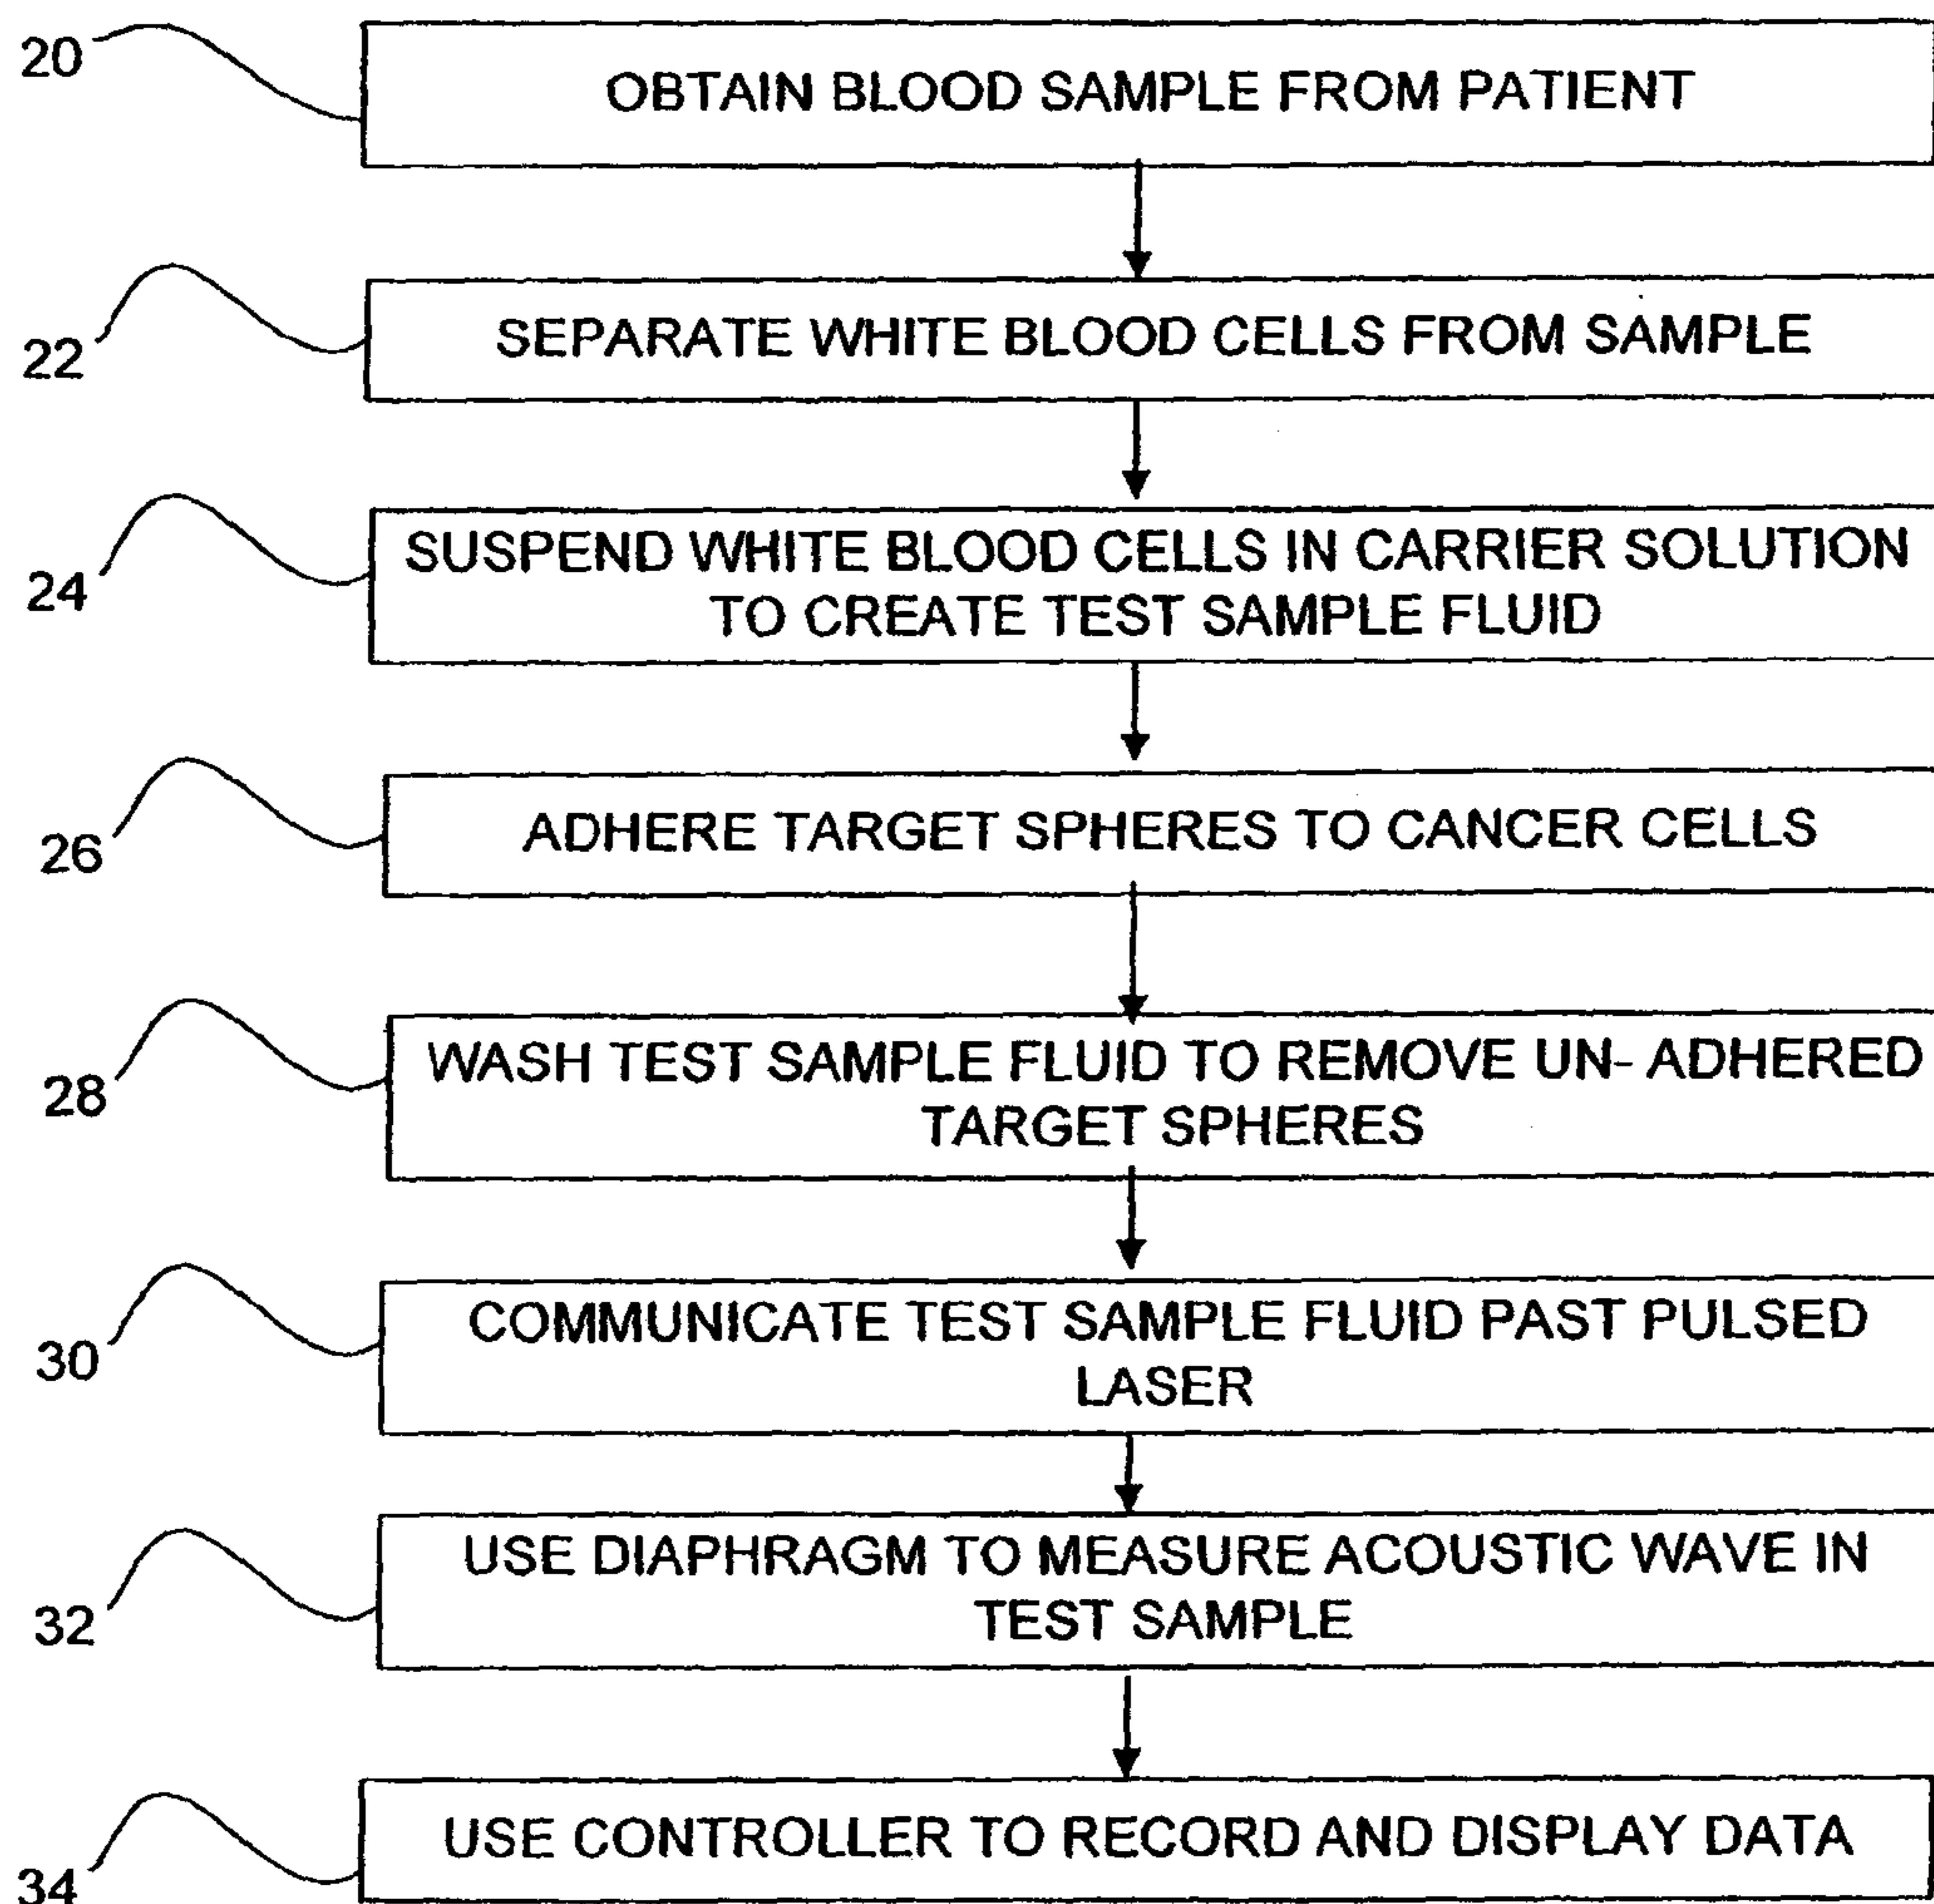 20
OBTAIN BLOOD SAMPLE FROM PATIENT
22
SEPARATE WHITE BLOOD CELLS FROM SAMPLE
24
SUSPEND WHITE BLOOD CELLS IN CARRIER SOLUTION
TO CREATE TEST SAMPLE FLUID
26
ADHERE TARGET SPHERES TO CANCER CELLS
28
WASH TEST SAMPLE FLUID TO REMOVE UN- ADHERED
TARGET SPHERES
30
COMMUNICATE TEST SAMPLE FLUID PAST PULSED
LASER
32
USE DIAPHRAGM TO MEASURE ACOUSTIC WAVE IN
TEST SAMPLE
34
USE CONTROLLER TO RECORD AND DISPLAY DATA